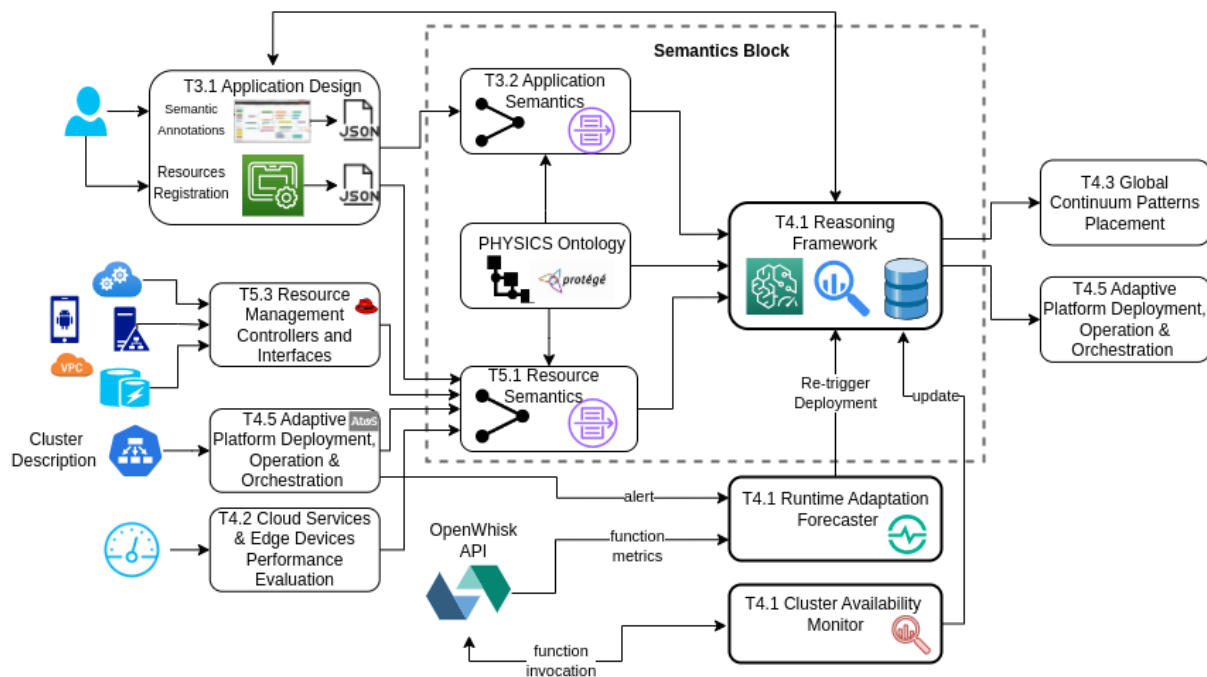 Semantics Block
T3.1 Application Design
Semantic
Annotations
JSON
Resources
Registration
JSON
T3.2 Application
Semantics
PHYSICS Ontology
protégé
T4.1 Reasoning
Framework
T4.3 Global
Continuum Patterns
Placement
T4.5 Adaptive
Platform Deployment,
Operation &
Orchestration
VPC
T5.3 Resource
Management
Controllers and
Interfaces
T5.1 Resource
Semantics
Re-trigger
Deployment
update
Cluster
Description
T4.5 Adaptive
Atos
Platform Deployment,
Operation &
Orchestration
alert
T4.1 Runtime Adaptation
Forecaster
T4.2 Cloud Services
& Edge Devices
Performance
Evaluation
OpenWhisk
API
function
metrics
T4.1 Cluster Availability
Monitor
function
invocation